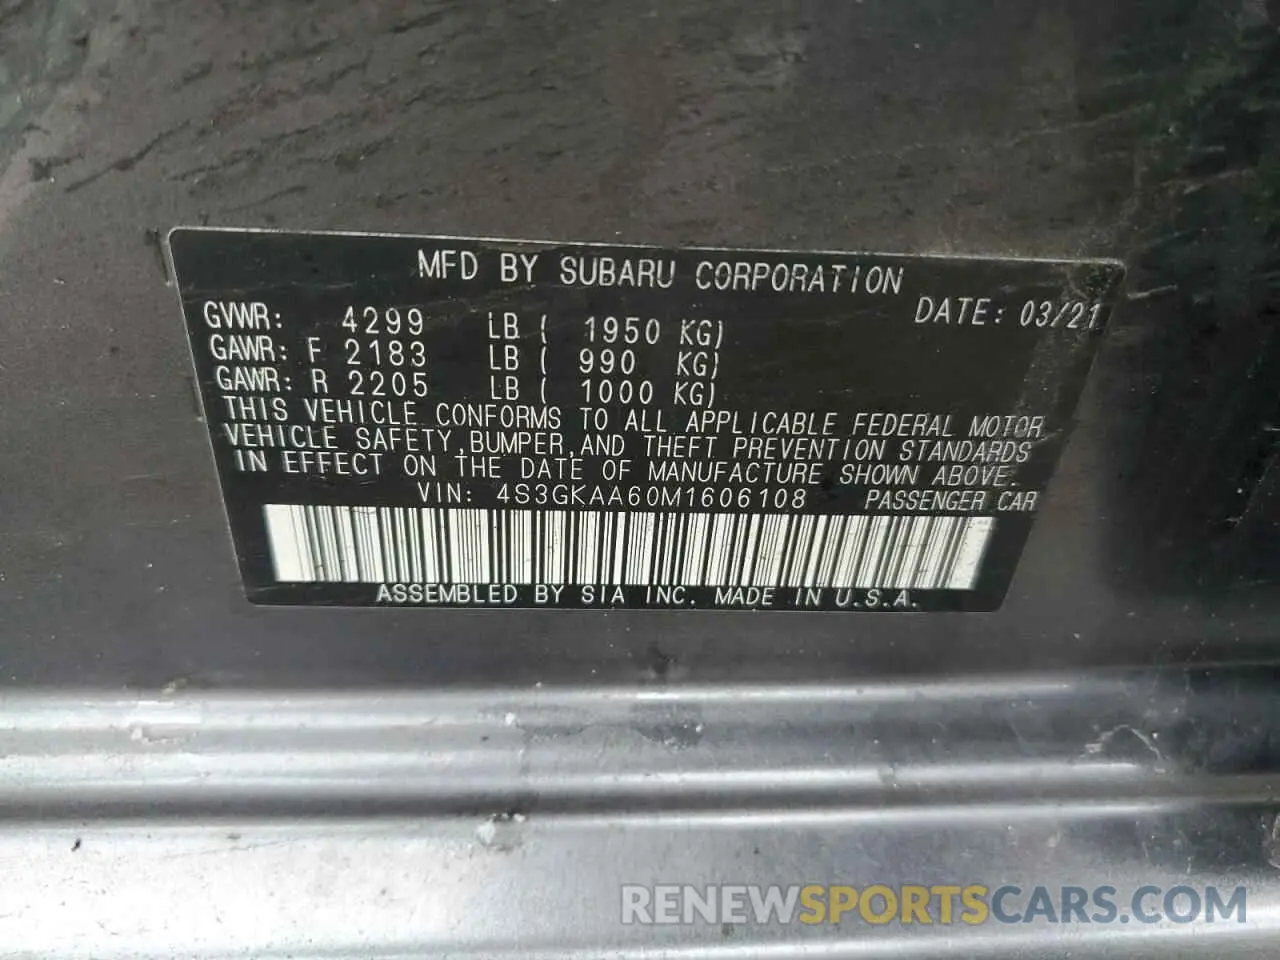 MFD BY SUBARU CORPORATION
DATE: 03/21
GVWR: 4299 LB ( 1950 KG)
GAWR: F 2183 LB ( 990 KG)
GAWR: R 2205 LB ( 1000 KG)
THIS VEHICLE CONFORMS TO ALL APPLICABLE FEDERAL MOTOR
VEHICLE SAFETY,BUMPER,AND THEFT PREVENTION STANDARDS
IN EFFECT ON THE DATE OF MANUFACTURE SHOWN ABOVE.
VIN: 4S3GKAA60M1606108 PASSENGER CAR
ASSEMBLED BY SIA INC. MADE IN U.S.A.
RENEWSPORTSCARS.COM